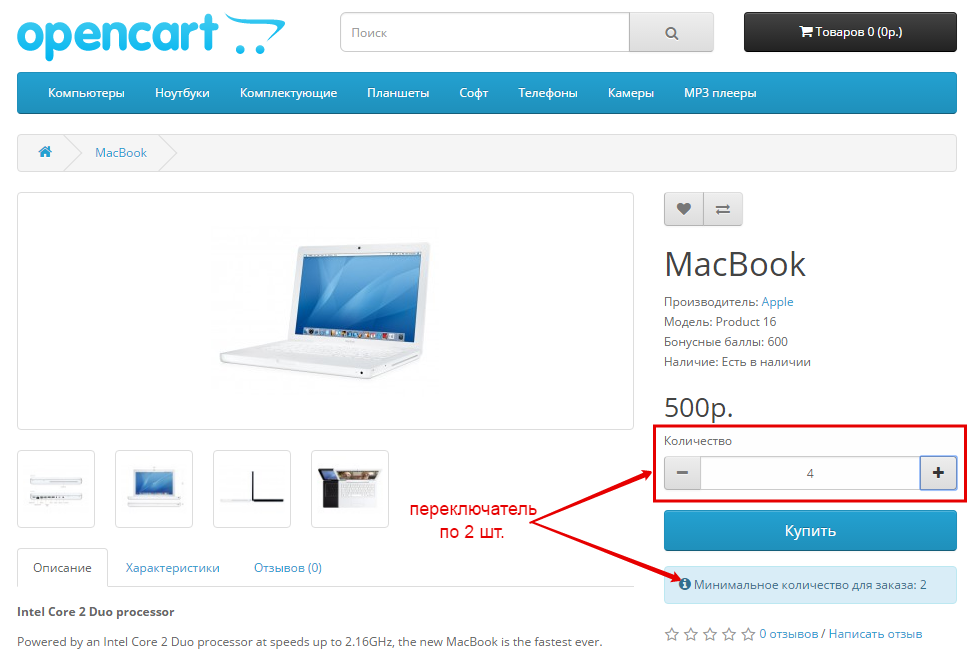 opencart
Поиск
Товаров 0 (0р.)
Компьютеры Ноутбуки Комплектующие Планшеты Софт Телефоны Камеры MP3 плееры
MacBook
MacBook
Производитель: Apple
Модель: Product 16
Бонусные баллы: 600
Наличие: Есть в наличии
500р.
Количество
4
переключатель
по 2 шт.
Купить
Минимальное количество для заказа: 2
0 отзывов / Написать отзыв
Описание Характеристики Отзывов (0)
Intel Core 2 Duo processor
Powered by an Intel Core 2 Duo processor at speeds up to 2.16GHz, the new MacBook is the fastest ever.